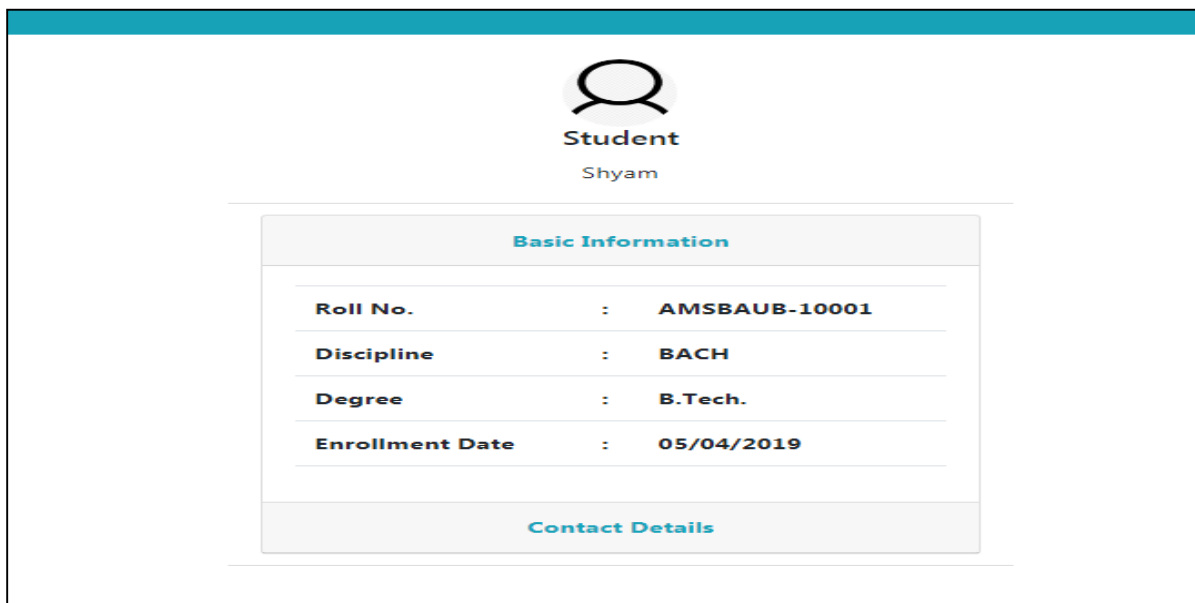 Student
Shyam
Basic Information
Roll No. : AMSBAUB-10001
Discipline : BACH
Degree : B.Tech.
Enrollment Date : 05/04/2019
Contact Details